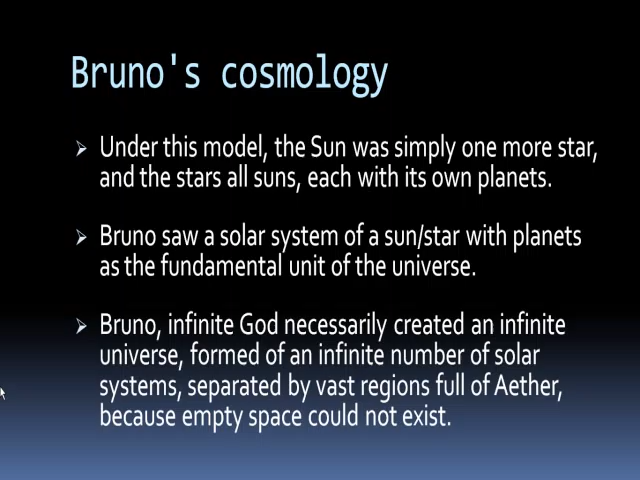 Bruno's cosmology
Under this model, the Sun was simply one more star,
and the stars all suns, each with its own planets.
Bruno saw a solar system of a sun/star with planets
as the fundamental unit of the universe.
Bruno, infinite God necessarily created an infinite
universe, formed of an infinite number of solar
systems, separated by vast regions full of Aether,
because empty space could not exist.